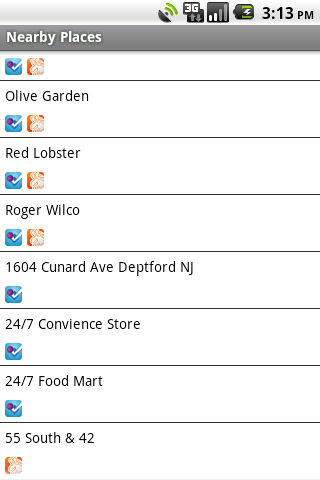 3G
3:13 PM
Nearby Places
Olive Garden
Red Lobster
Roger Wilco
1604 Cunard Ave Deptford NJ
24/7 Convience Store
24/7 Food Mart
55 South & 42